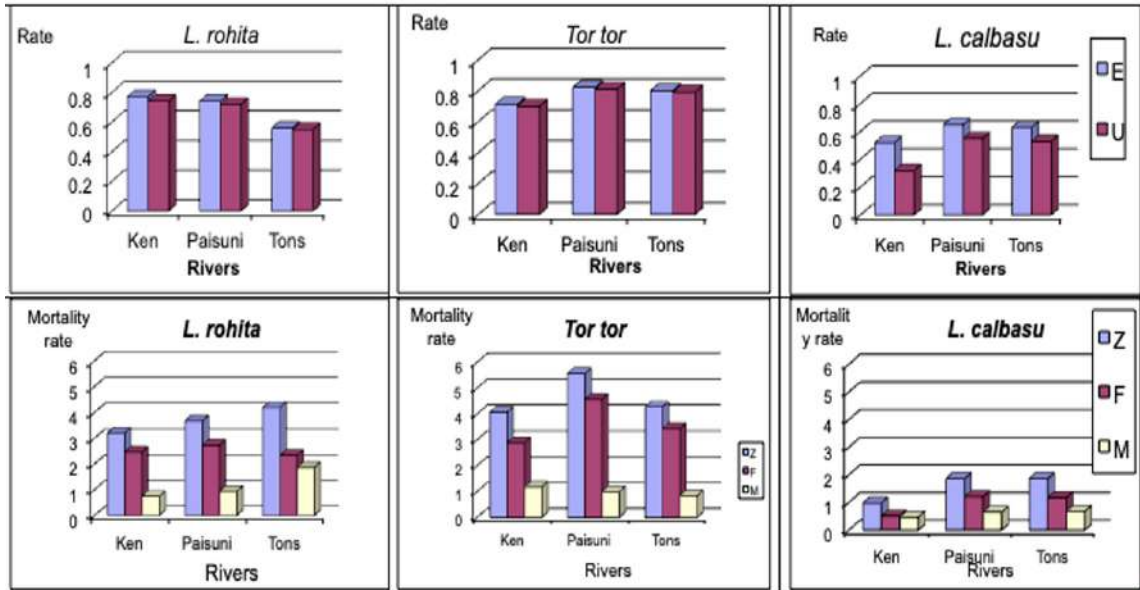 Rate
L. rohita
1
0.8
0.6
0.4
0.2
0
Ken Paisuni Tons
Rivers
Rate
Tor tor
1
0.8
0.6
0.4
0.2
0
Ken Paisuni Tons
Rivers
Rate
L. calbasu
1
0.8
0.6
0.4
0.2
0
Ken Paisuni Tons
Rivers
E
U
Mortality
rate
L. rohita
6
5
4
3
2
1
0
Ken Paisuni Tons
Rivers
Mortality
rate
Tor tor
6
5
4
3
2
1
0
Ken Paisuni Tons
Rivers
Z
F
M
Mortalit
y rate
L. calbasu
6
5
4
3
2
1
0
Ken Paisuni Tons
Rivers
Z
F
M